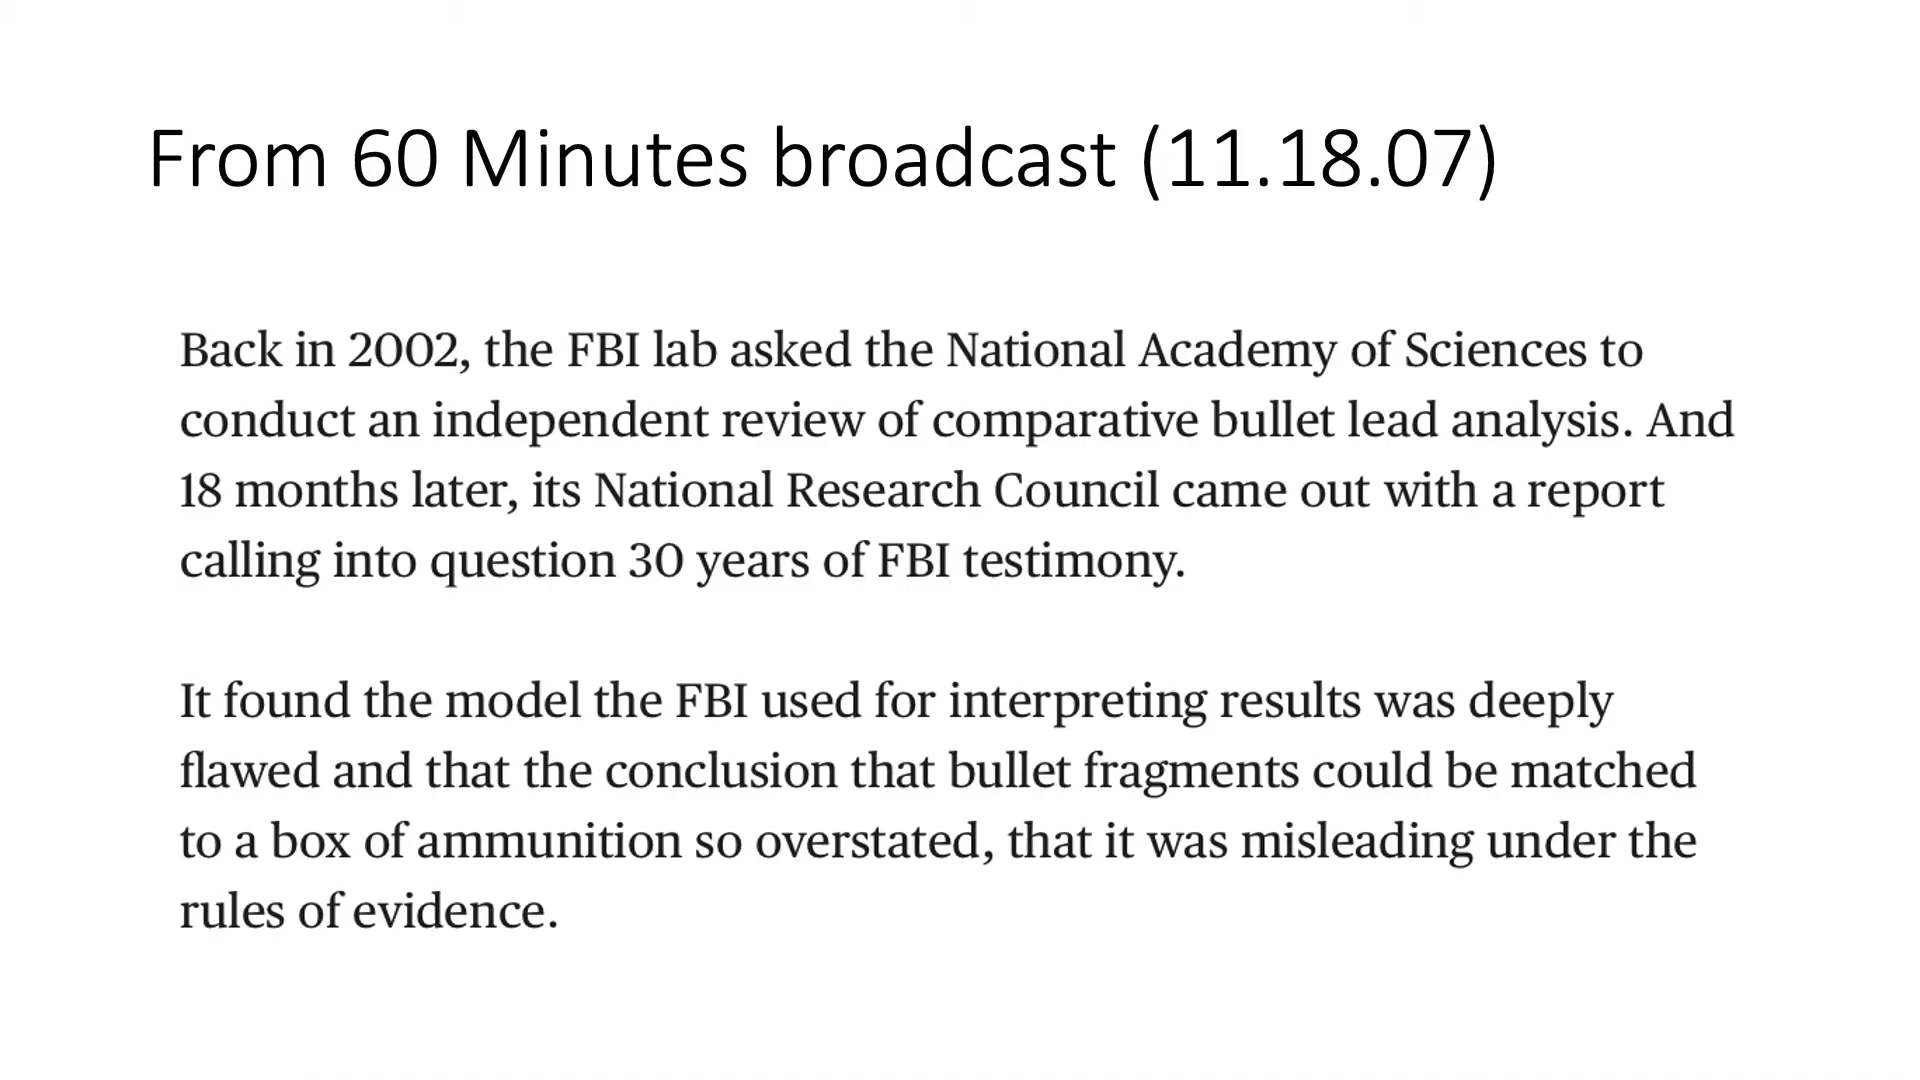 From 60 Minutes broadcast (11.18.07)
Back in 2002, the FBI lab asked the National Academy of Sciences to
conduct an independent review of comparative bullet lead analysis. And
18 months later, its National Research Council came out with a report
calling into question 30 years of FBI testimony.
It found the model the FBI used for interpreting results was deeply
flawed and that the conclusion that bullet fragments could be matched
to a box of ammunition so overstated, that it was misleading under the
rules of evidence.